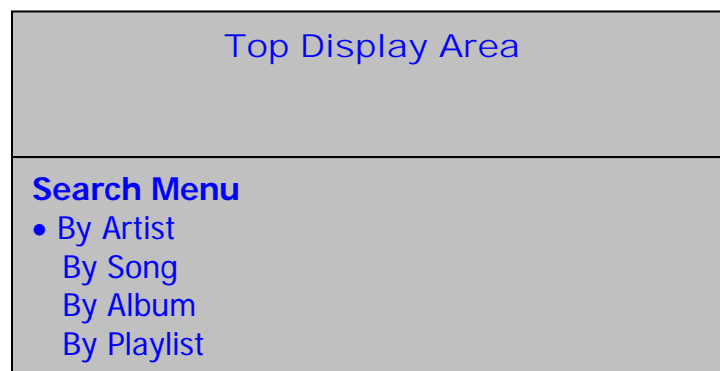 Top Display Area
Search Menu
• By Artist
By Song
By Album
By Playlist